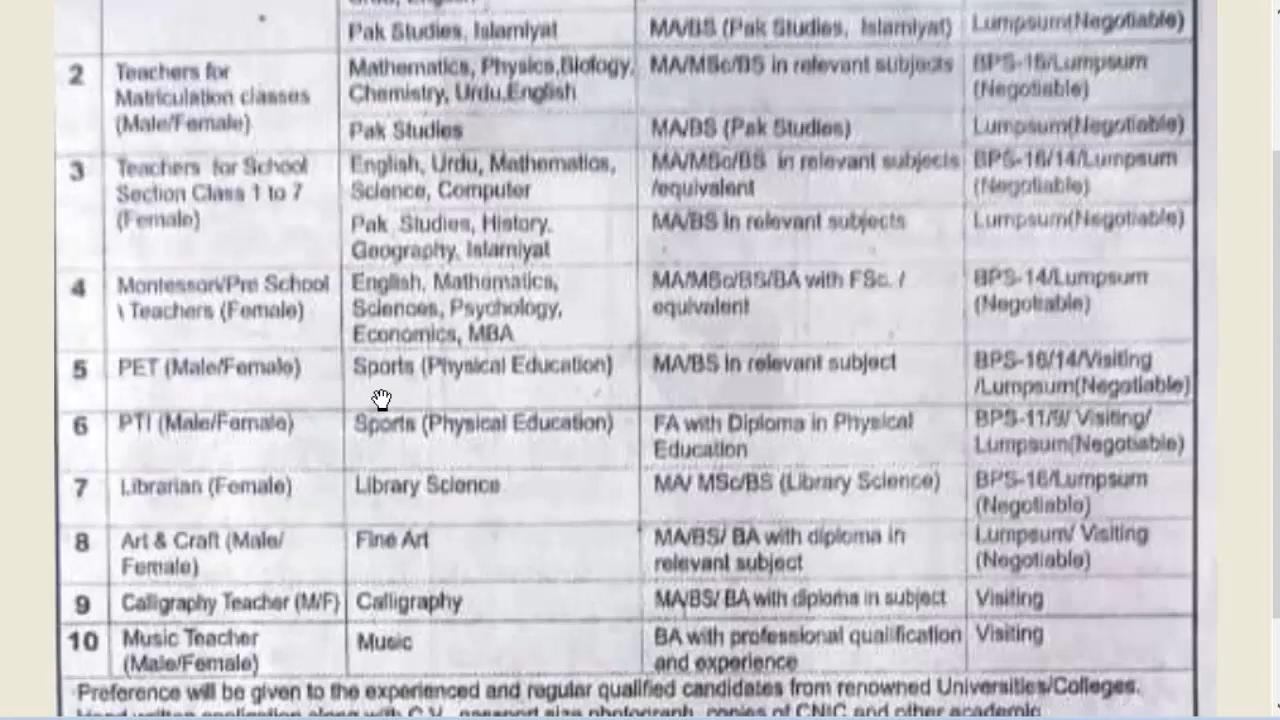 Pak Studies, Islamiyat
MA/BS (Pak Studies, Islamiyat)
Lumpsum(Negotiable)
2
Teachers for
Matriculation classes
(Male/Female)
Mathematics, Physics,Biology,
Chemistry, Urdu,English
MA/MSc/BS in relevant subjects
BPS-16/Lumpsum
(Negotiable)
Pak Studies
MA/BS (Pak Studies)
Lumpsum(Negotiable)
3
Teachers for School
Section Class 1 to 7
(Female)
English, Urdu, Mathematics,
Science, Computer
MA/MSc/BS in relevant subjects
/equivalent
BPS-16/14/Lumpsum
(Negotiable)
Pak Studies, History,
Geography, Islamiyat
MA/BS in relevant subjects
Lumpsum(Negotiable)
4
Montessori/Pre School
\ Teachers (Female)
English, Mathematics,
Sciences, Psychology,
Economics, MBA
MA/MSc/BS/BA with FSc. /
equivalent
BPS-14/Lumpsum
(Negotiable)
5
PET (Male/Female)
Sports (Physical Education)
MA/BS in relevant subject
BPS-16/14/Visiting
/Lumpsum(Negotiable)
6
PTI (Male/Female)
Sports (Physical Education)
FA with Diploma in Physical
Education
BPS-11/9/ Visiting/
Lumpsum(Negotiable)
7
Librarian (Female)
Library Science
MA/ MSc/BS (Library Science)
BPS-16/Lumpsum
(Negotiable)
8
Art & Craft (Male/
Female)
Fine Art
MA/BS/ BA with diploma in
relevant subject
Lumpsum/ Visiting
(Negotiable)
9
Calligraphy Teacher (M/F)
Calligraphy
MA/BS/ BA with diploma in subject
Visiting
10
Music Teacher
(Male/Female)
Music
BA with professional qualification
and experience
Visiting
Preference will be given to the experienced and regular qualified candidates from renowned Universities/Colleges.